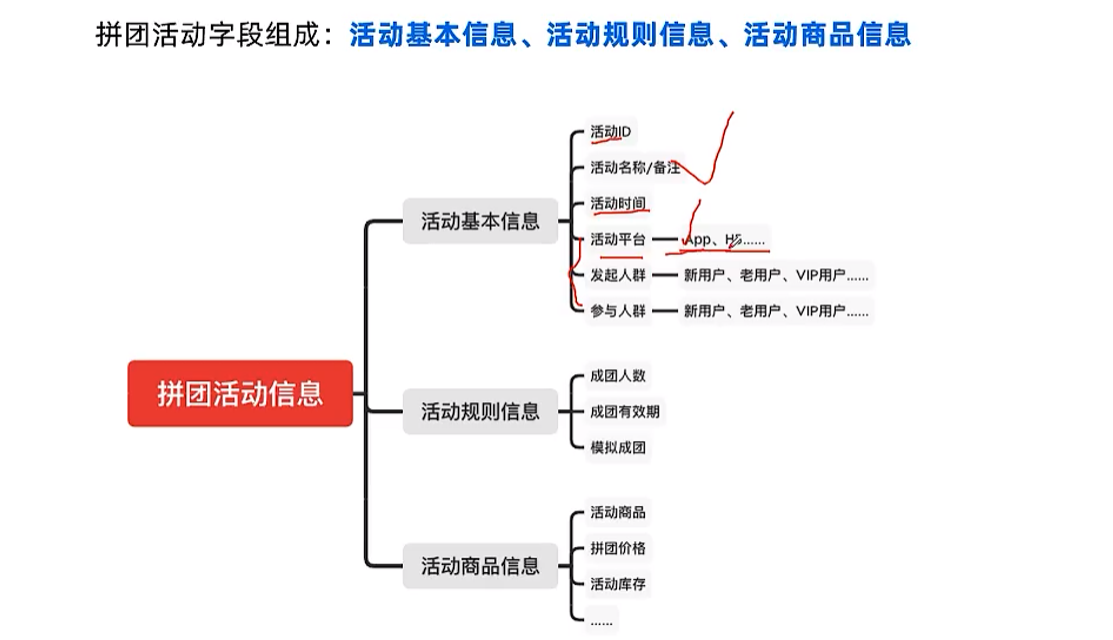 拼团活动字段组成：活动基本信息、活动规则信息、活动商品信息
拼团活动信息
活动基本信息
活动ID
活动名称/备注
活动时间
活动平台
App、H5......
发起人群
新用户、老用户、VIP用户......
参与人群
新用户、老用户、VIP用户......
活动规则信息
成团人数
成团有效期
模拟成团
活动商品信息
活动商品
拼团价格
活动库存
......